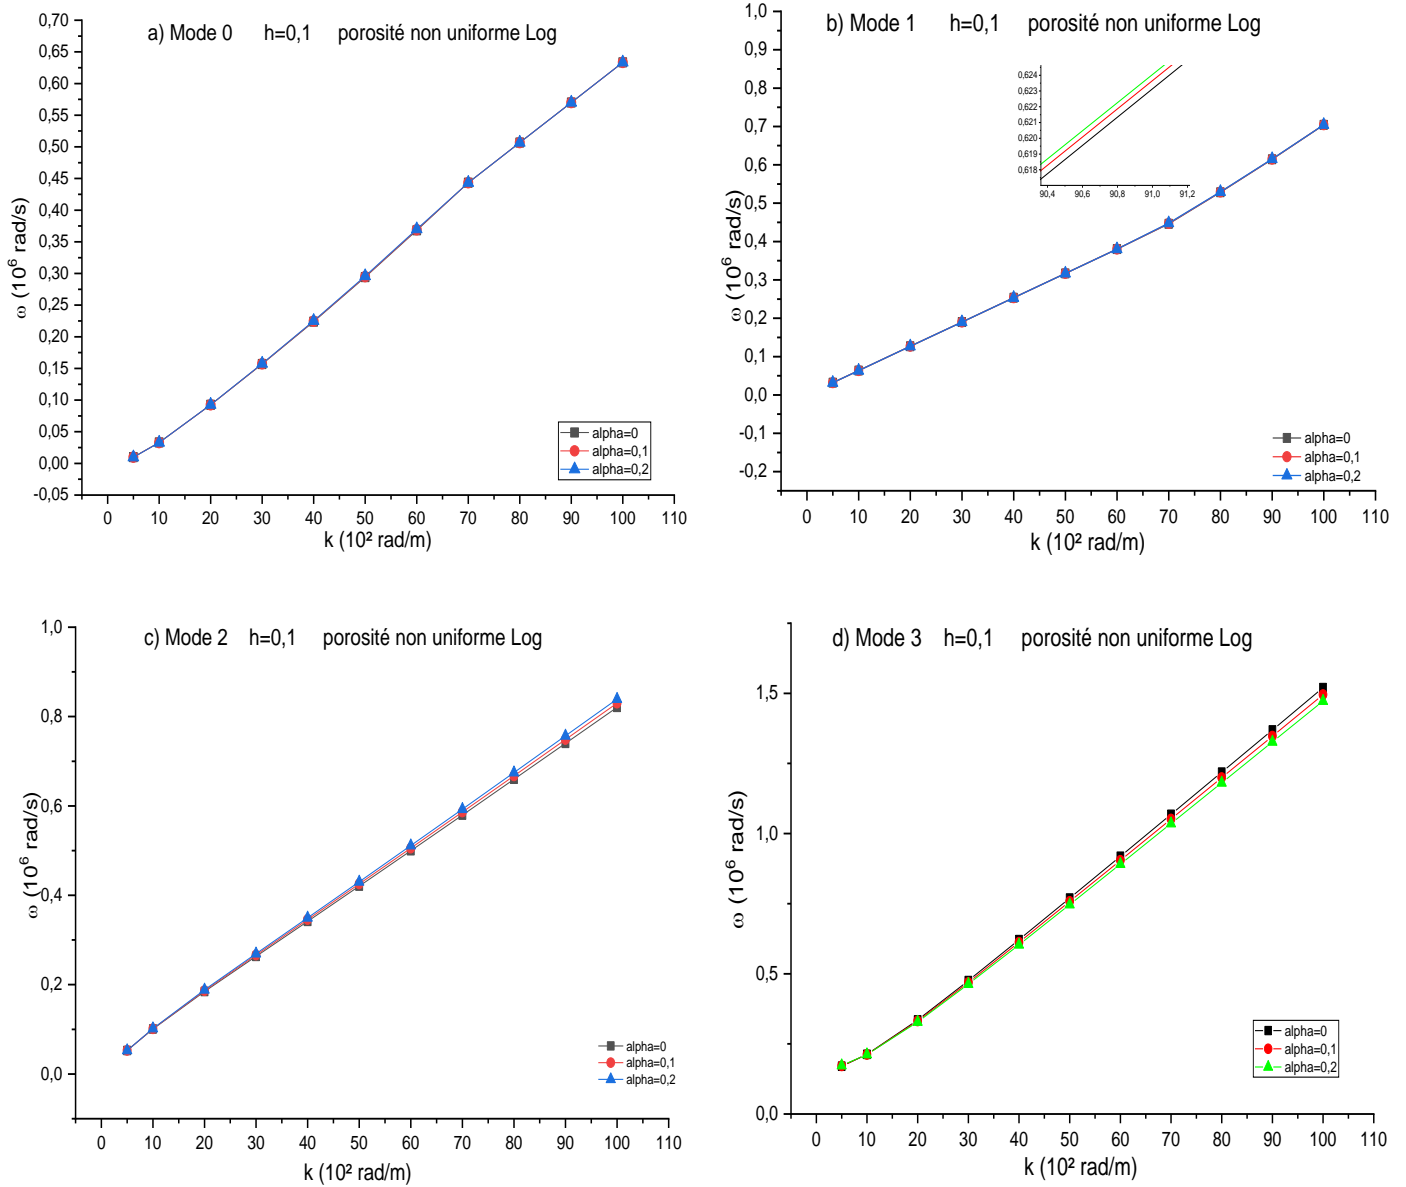 a) Mode 0 h=0,1 porosité non uniforme Log
0,70
0,65
0,60
0,55
0,50
0,45
0,40
0,35
0,30
0,25
0,20
0,15
0,10
0,05
0,00
-0,05
ω (10⁶ rad/s)
alpha=0
alpha=0,1
alpha=0,2
0 10 20 30 40 50 60 70 80 90 100 110
k (10² rad/m)
b) Mode 1 h=0,1 porosité non uniforme Log
1,0
0,9
0,8
0,7
0,6
0,5
0,4
0,3
0,2
0,1
0,0
-0,1
-0,2
ω (10⁶ rad/s)
0,624
0,623
0,622
0,621
0,620
0,619
0,618
90,4 90,6 90,8 91,0 91,2
alpha=0
alpha=0,1
alpha=0,2
0 10 20 30 40 50 60 70 80 90 100 110
k (10² rad/m)
c) Mode 2 h=0,1 porosité non uniforme Log
1,0
0,8
0,6
0,4
0,2
0,0
ω (10⁶ rad/s)
alpha=0
alpha=0,1
alpha=0,2
0 10 20 30 40 50 60 70 80 90 100 110
k (10² rad/m)
d) Mode 3 h=0,1 porosité non uniforme Log
1,5
1,0
0,5
0,0
ω (10⁶ rad/s)
alpha=0
alpha=0,1
alpha=0,2
0 10 20 30 40 50 60 70 80 90 100 110
k (10² rad/m)